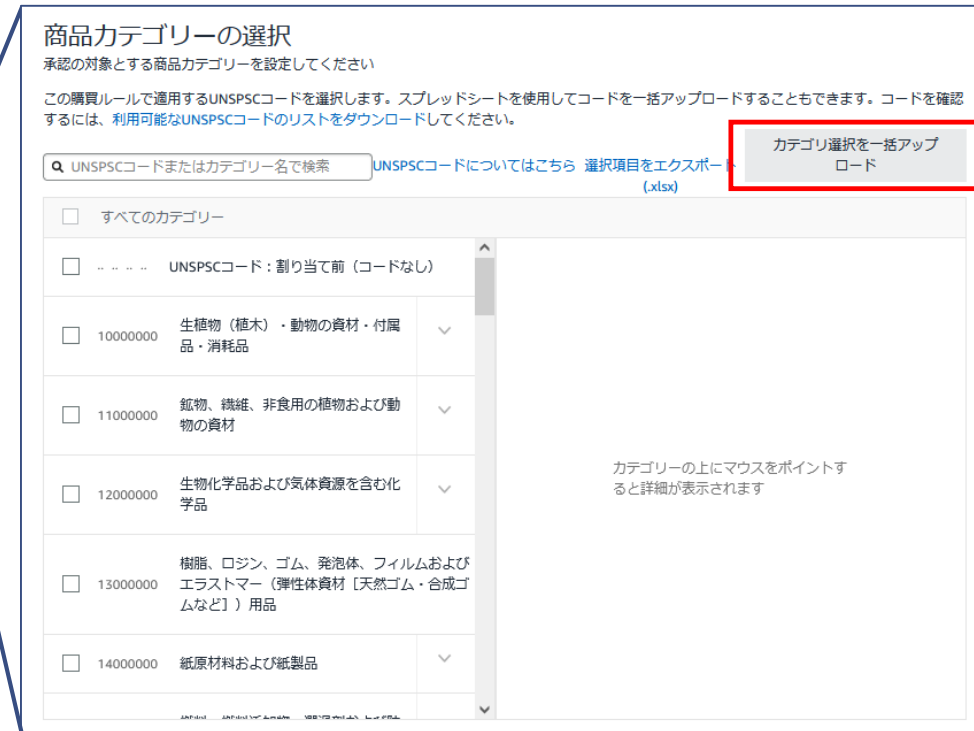 商品カテゴリーの選択
承認の対象とする商品カテゴリーを設定してください
この購買ルールで適用するUNSPSCコードを選択します。スプレッドシートを使用してコードを一括アップロードすることもできます。コードを確認
するには、利用可能なUNSPSCコードのリストをダウンロードしてください。
カテゴリ選択を一括アップ
ロード
UNSPSCコードまたはカテゴリー名で検索 UNSPSCコードについてはこちら 選択項目をエクスポート
(.xlsx)
すべてのカテゴリー
.. .. .. .. UNSPSCコード：割り当て前（コードなし）
10000000 生植物（植木）・動物の資材・付属
品・消耗品
11000000 鉱物、繊維、非食用の植物および動
物の資材
12000000 生物化学品および気体資源を含む化
学品
カテゴリーの上にマウスをポイントす
ると詳細が表示されます
13000000 樹脂、ロジン、ゴム、発泡体、フィルムおよび
エラストマー（弾性体資材［天然ゴム・合成ゴ
ムなど］）用品
14000000 紙原材料および紙製品